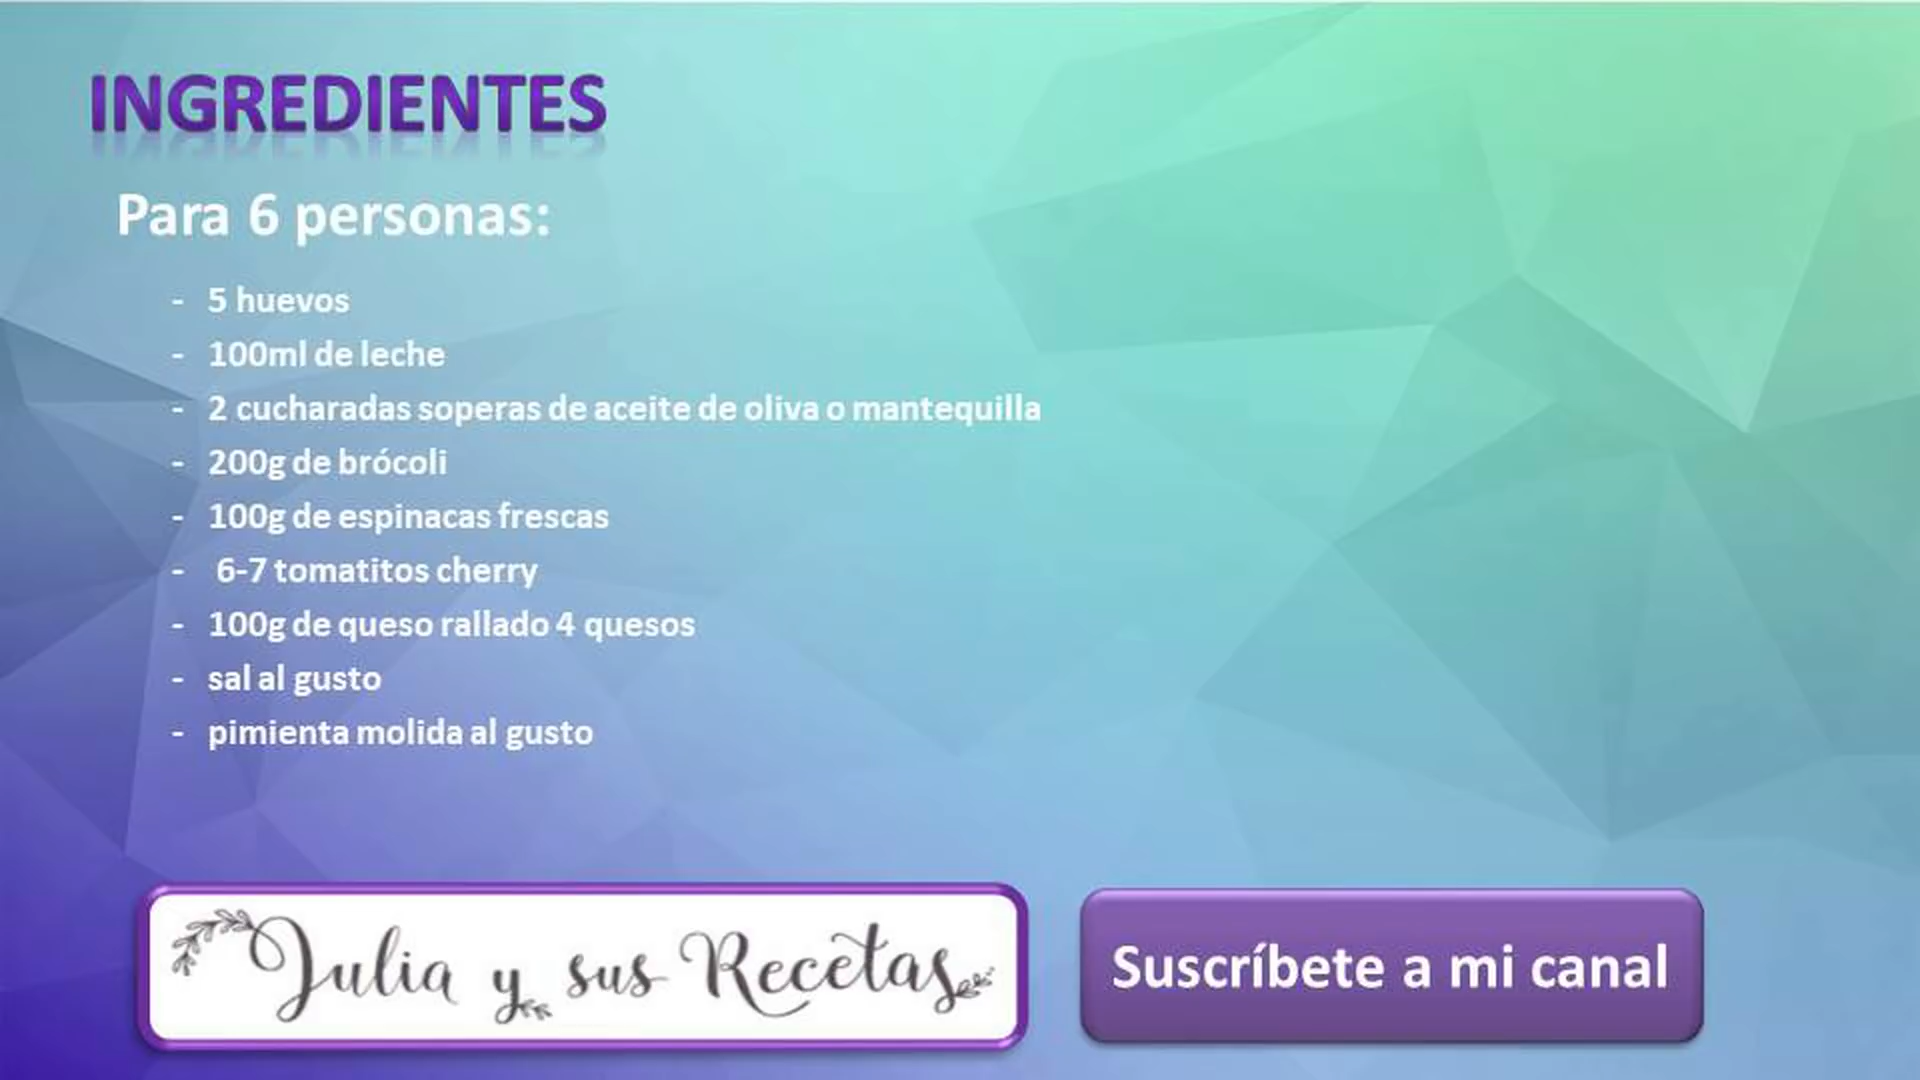 INGREDIENTES
Para 6 personas:
- 5 huevos
- 100ml de leche
- 2 cucharadas soperas de aceite de oliva o mantequilla
- 200g de brócoli
- 100g de espinacas frescas
- 6-7 tomatitos cherry
- 100g de queso rallado 4 quesos
- sal al gusto
- pimienta molida al gusto
Julia y sus Recetas
Suscríbete a mi canal